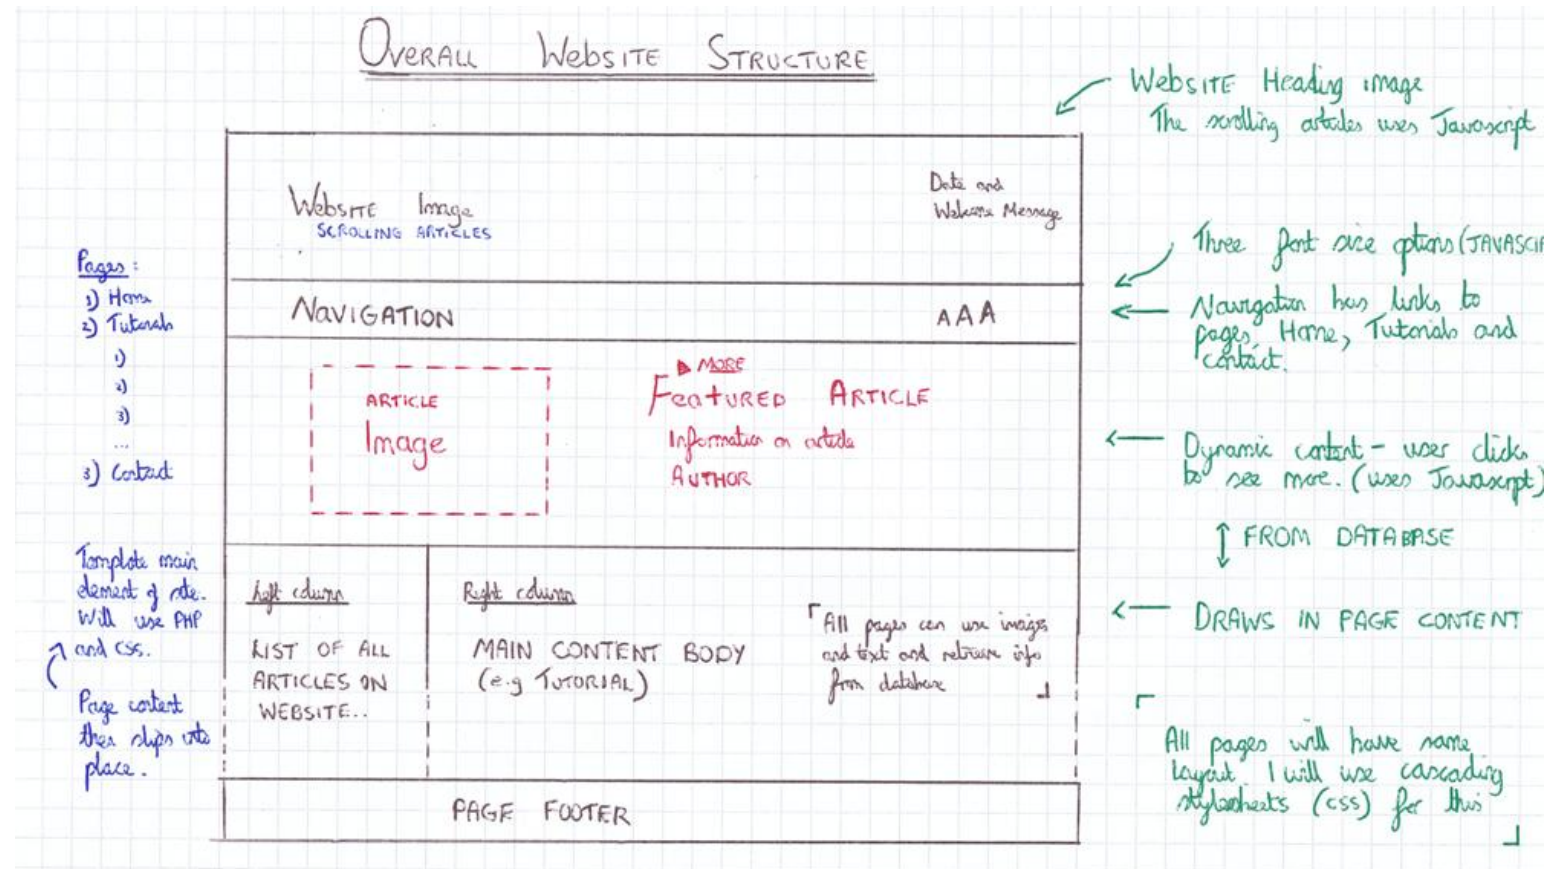 OVERALL WEBSITE STRUCTURE
WEBSITE Heading image
The scrolling articles uses Javascript
WEBSITE Image
SCROLLING ARTICLES
Date and
Welcome Message
Three font size options (JAVASCIP
Pages:
1) Home
2) Tutorials
1)
2)
3)
...
3) Contact
NAVIGATION
AAA
Navigation has links to
pages, Home, Tutorials and
contact.
ARTICLE
Image
MORE
FEATURED ARTICLE
Information on article
AUTHOR
Dynamic content - user clicks
to see more. (uses Javascript)
FROM DATABASE
DRAWS IN PAGE CONTENT
Template main
element of site.
Will use PHP
and CSS.
Page content
then slips into
place.
Left column
LIST OF ALL
ARTICLES ON
WEBSITE..
Right column
MAIN CONTENT BODY
(e.g TUTORIAL)
All pages can use images
and text and retrieve info
from database
All pages will have same
layout. I will use cascading
stylesheets (css) for this
PAGE FOOTER